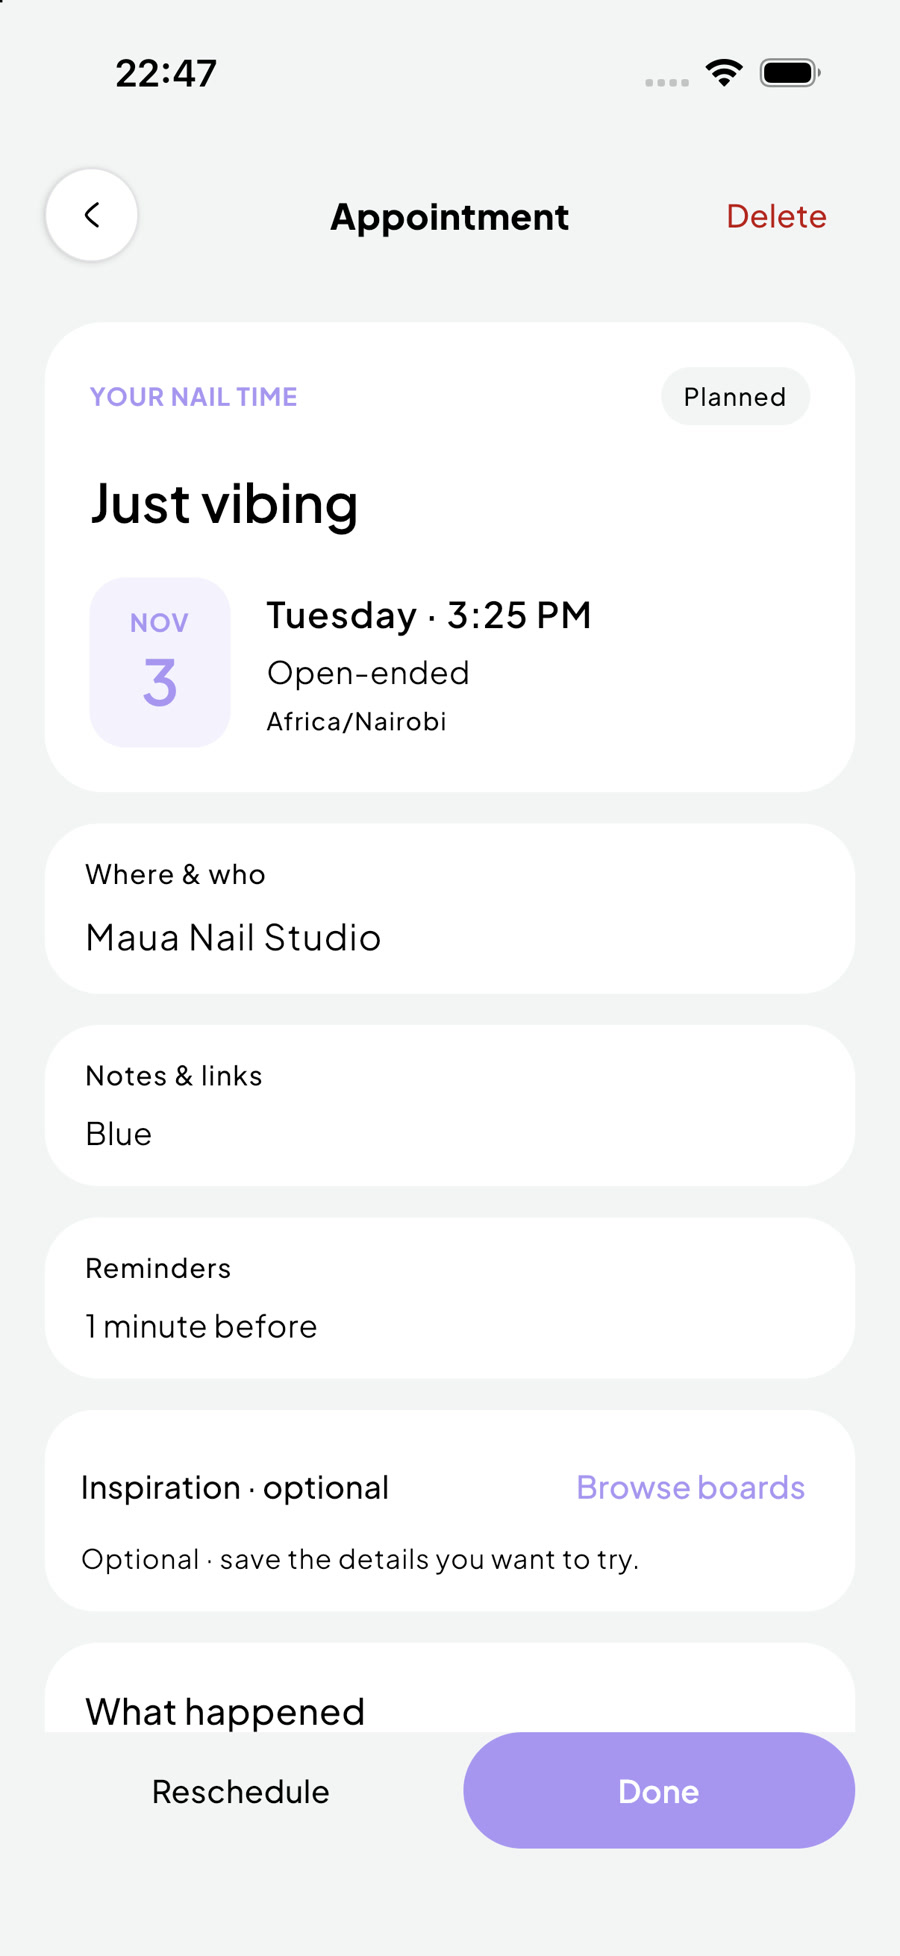 22:47
Appointment
Delete
YOUR NAIL TIME
Planned
Just vibing
NOV
3
Tuesday · 3:25 PM
Open-ended
Africa/Nairobi
Where & who
Maua Nail Studio
Notes & links
Blue
Reminders
1 minute before
Inspiration · optional
Browse boards
Optional · save the details you want to try.
What happened
Reschedule
Done